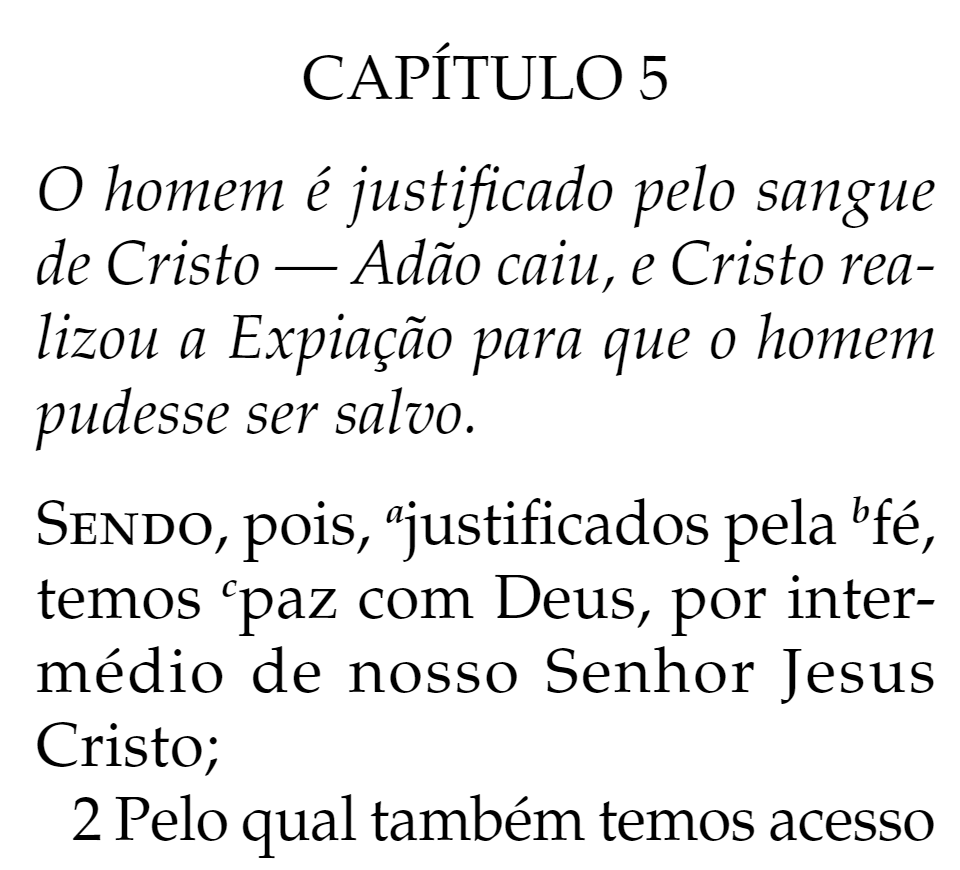 CAPÍTULO 5
O homem é justificado pelo sangue
de Cristo — Adão caiu, e Cristo rea-
lizou a Expiação para que o homem
pudesse ser salvo.
SENDO, pois, ajustificados pela bfé,
temos cpaz com Deus, por inter-
médio de nosso Senhor Jesus
Cristo;
2 Pelo qual também temos acesso